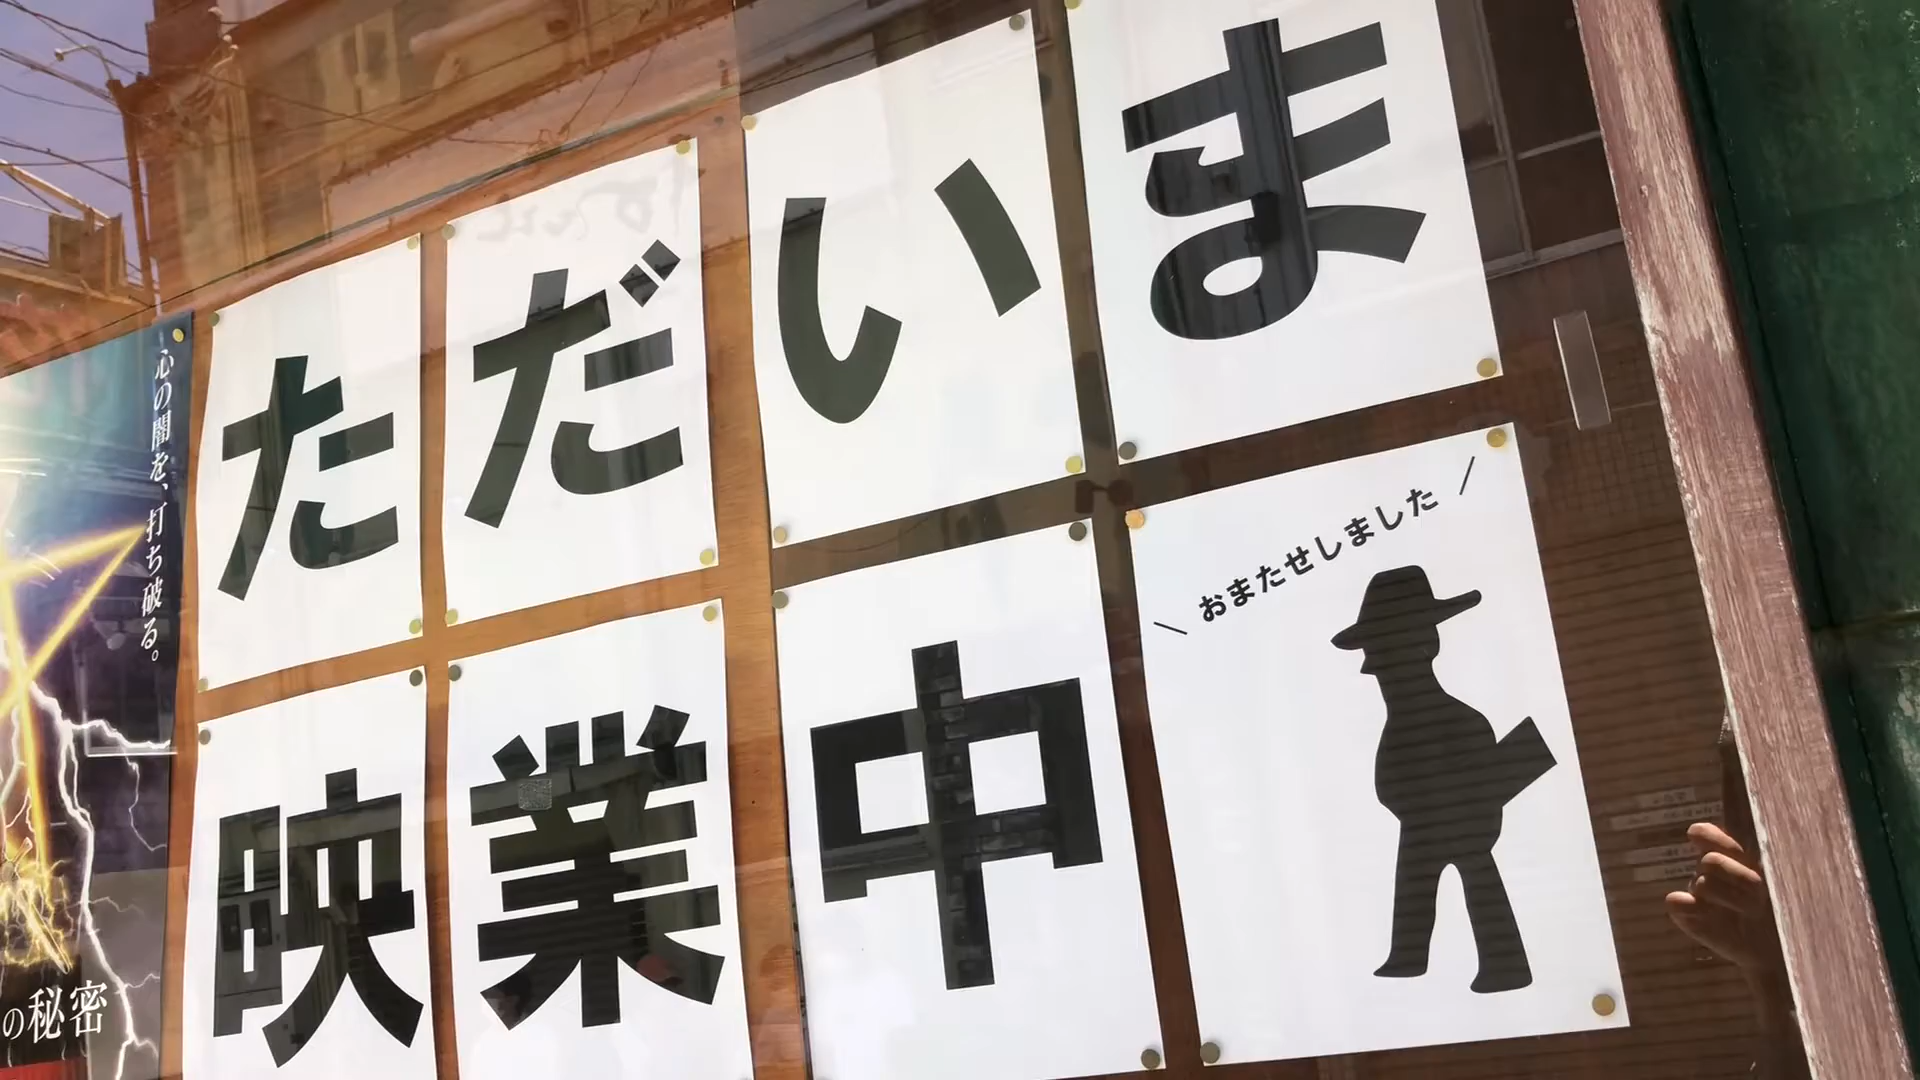 ただいま
映業中
おまたせしました
心の闇を、打ち破る。
の秘密